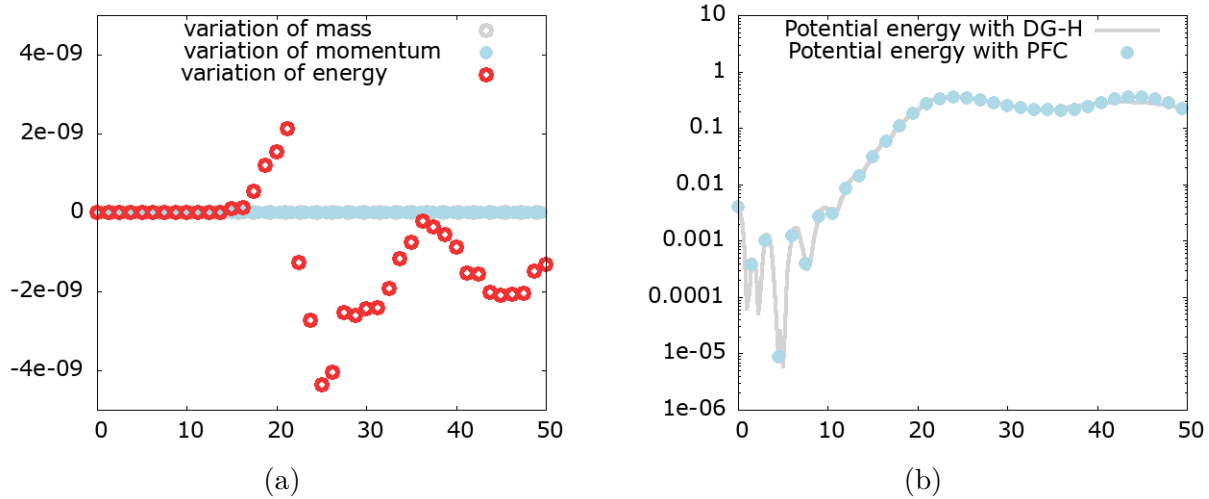 variation of mass
variation of momentum
variation of energy
4e-09
2e-09
0
-2e-09
-4e-09
0 10 20 30 40 50
(a)
Potential energy with DG-H
Potential energy with PFC
10
1
0.1
0.01
0.001
0.0001
1e-05
1e-06
0 10 20 30 40 50
(b)